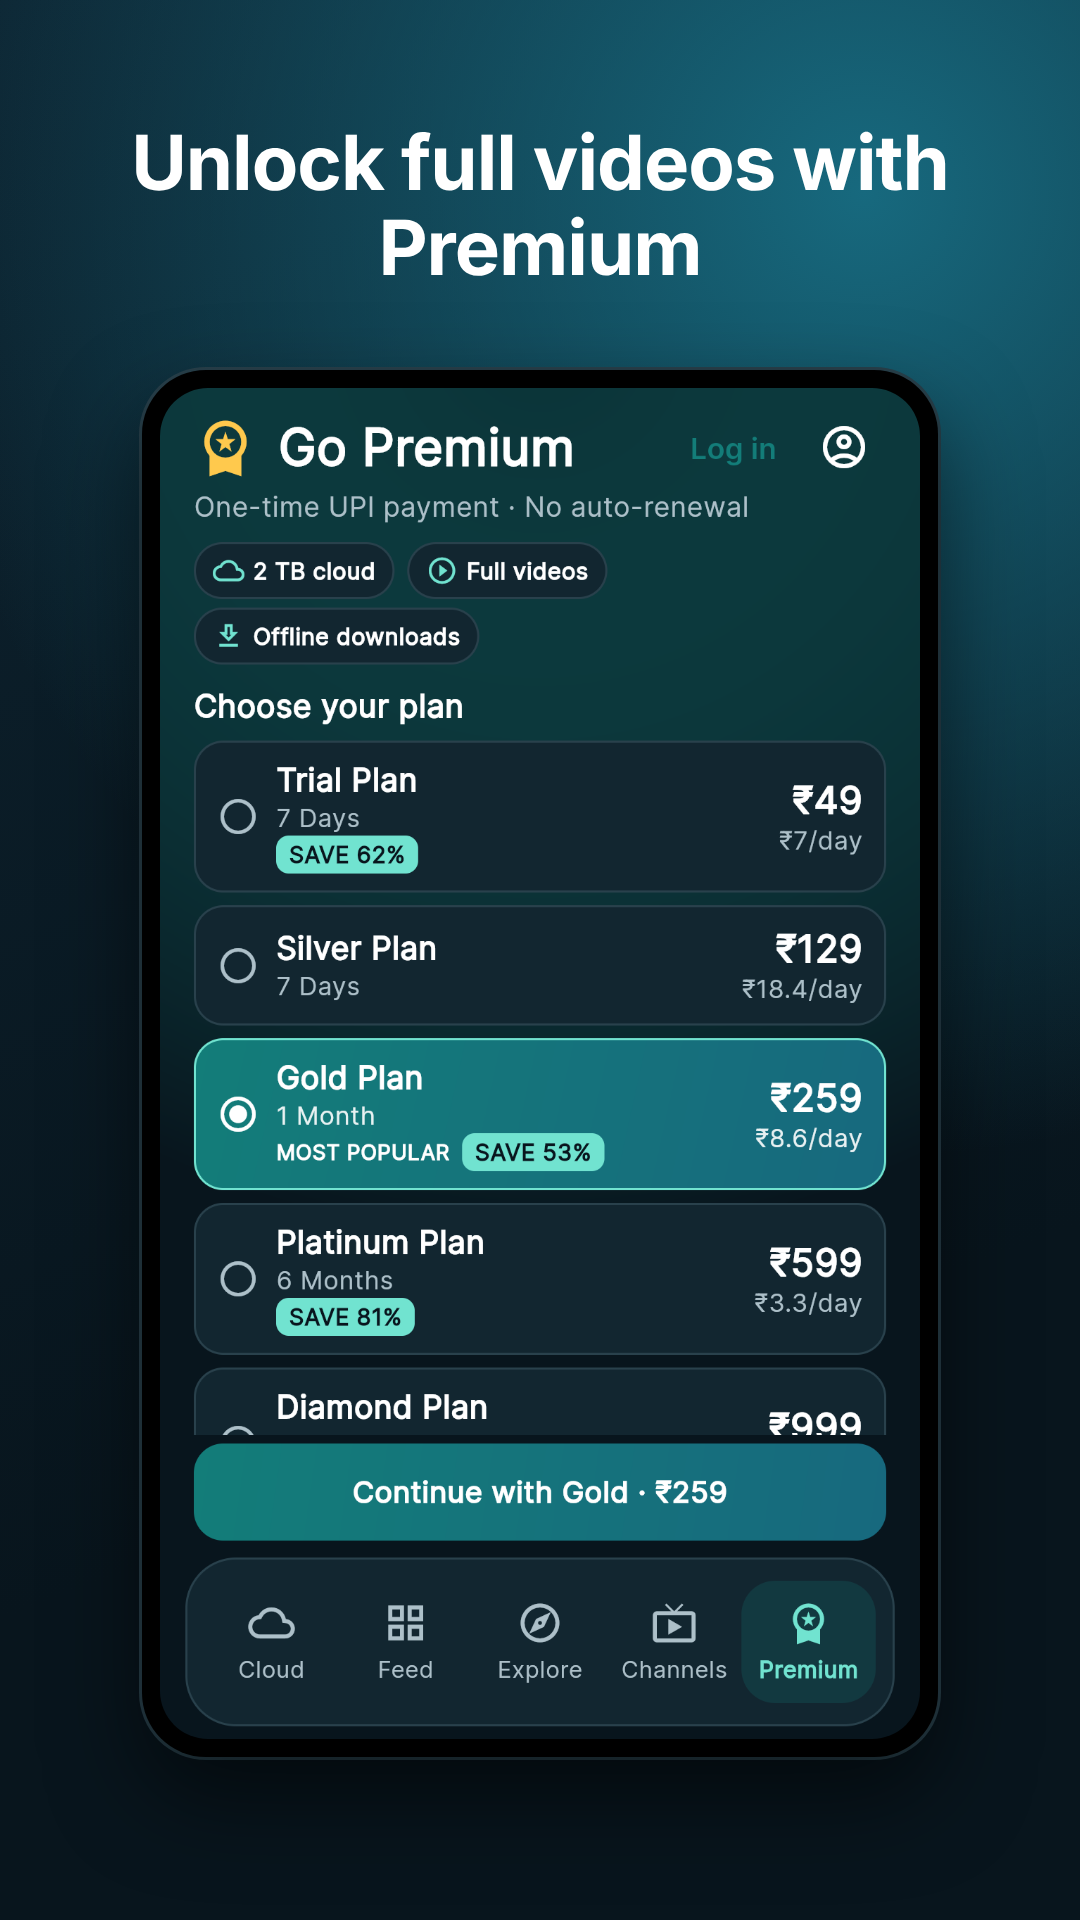 Unlock full videos with
Premium
Go Premium
Log in
One-time UPI payment · No auto-renewal
2 TB cloud
Full videos
Offline downloads
Choose your plan
Trial Plan
7 Days
SAVE 62%
₹49
₹7/day
Silver Plan
7 Days
₹129
₹18.4/day
Gold Plan
1 Month
MOST POPULAR
SAVE 53%
₹259
₹8.6/day
Platinum Plan
6 Months
SAVE 81%
₹599
₹3.3/day
Diamond Plan
₹999
Continue with Gold · ₹259
Cloud
Feed
Explore
Channels
Premium